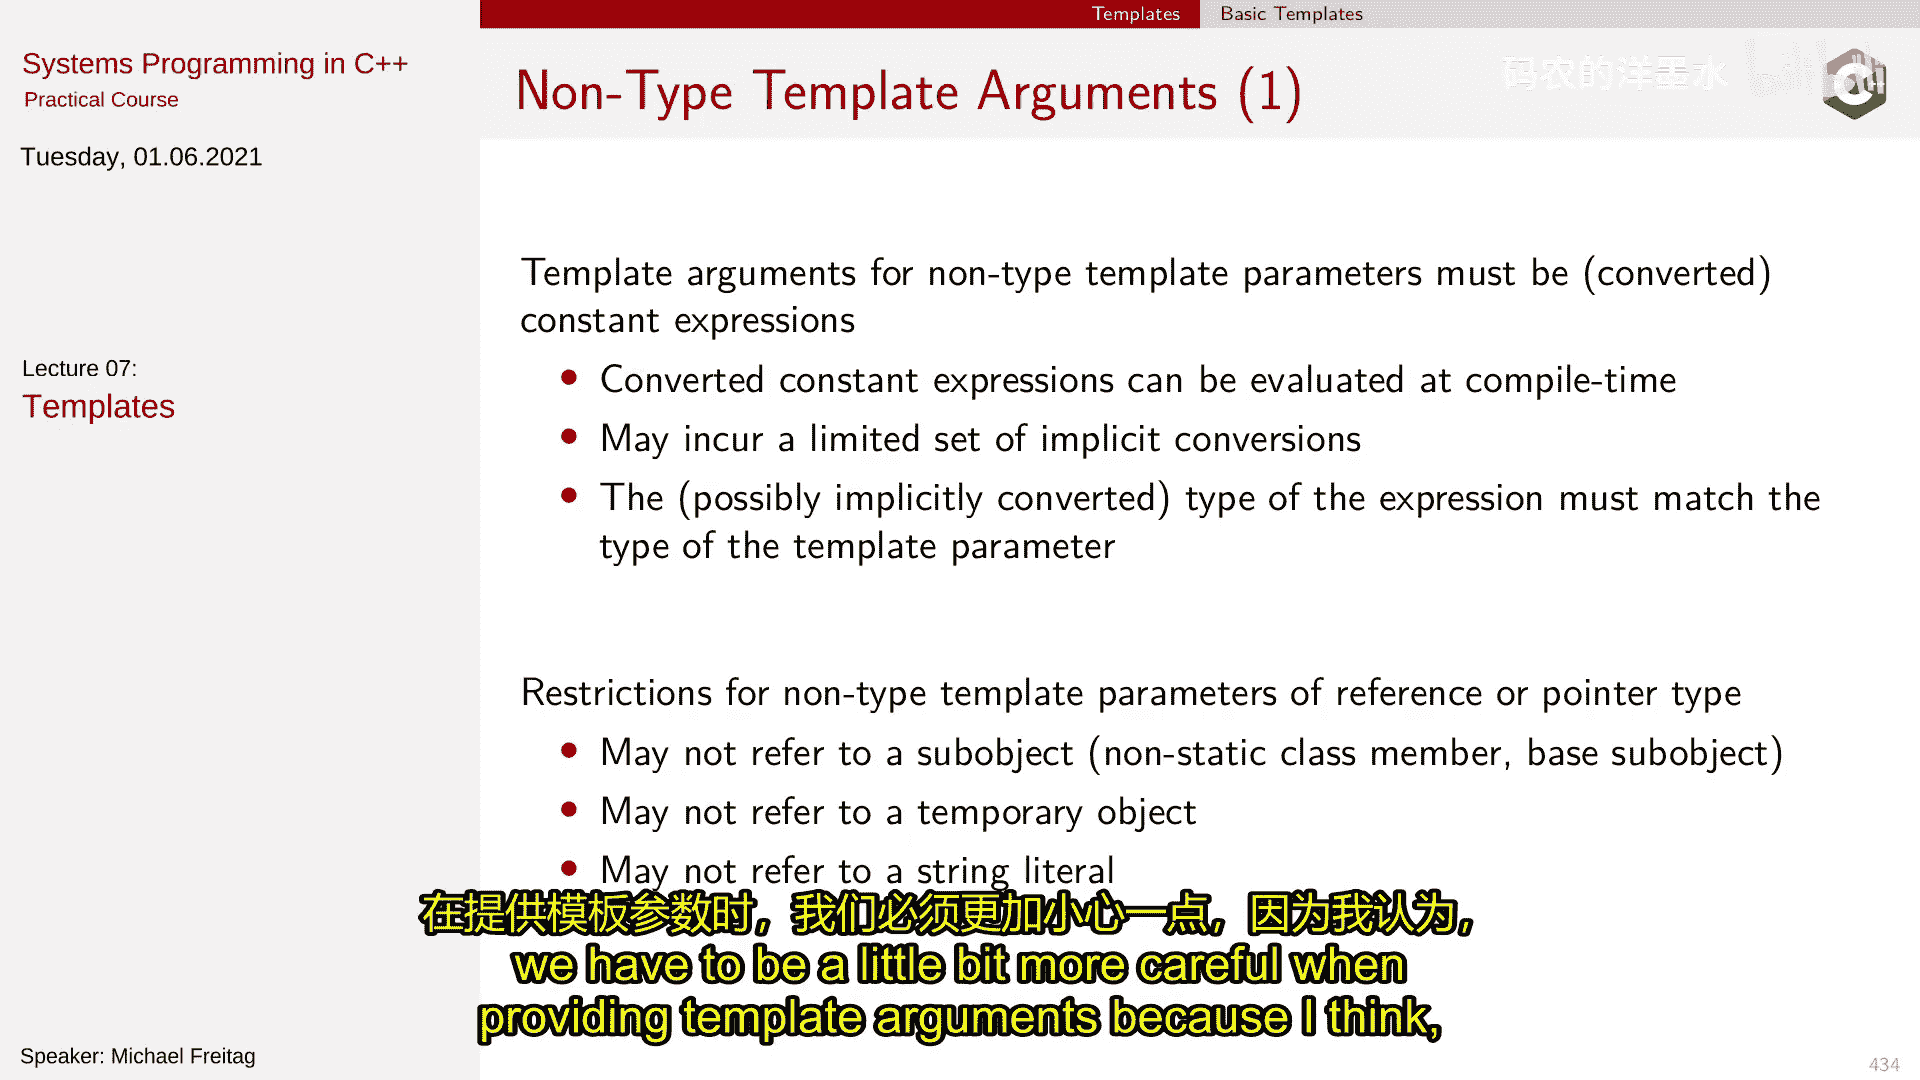 Templates
Basic Templates
Systems Programming in C++
Practical Course
Tuesday, 01.06.2021
Lecture 07:
Templates
Speaker: Michael Freitag
Non-Type Template Arguments (1)
码农的洋墨水
Template arguments for non-type template parameters must be (converted)
constant expressions
Converted constant expressions can be evaluated at compile-time
May incur a limited set of implicit conversions
The (possibly implicitly converted) type of the expression must match the
type of the template parameter
Restrictions for non-type template parameters of reference or pointer type
May not refer to a subobject (non-static class member, base subobject)
May not refer to a temporary object
May not refer to a string literal
在提供模板参数时，我们必须更加小心一点，因为我认为，
we have to be a little bit more careful when
providing template arguments because I think,
434